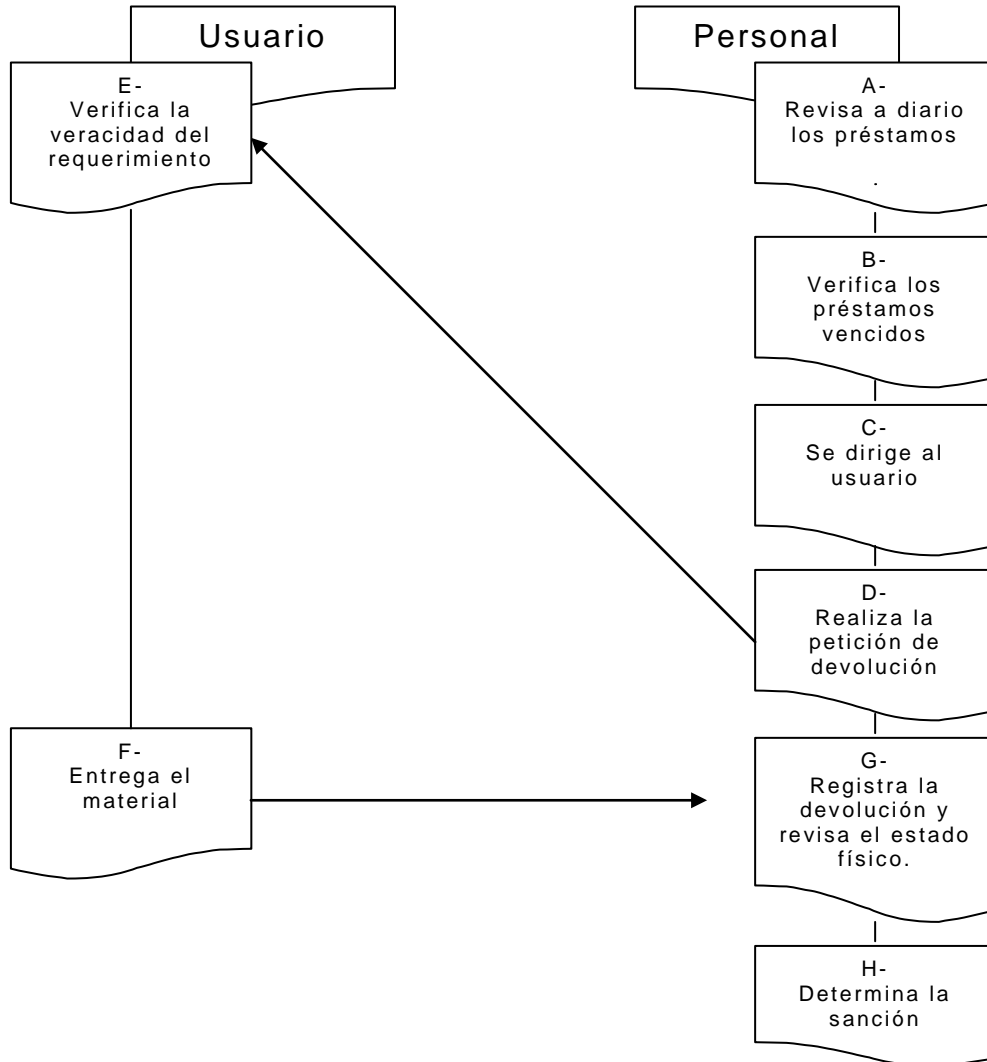 Usuario
Personal
E-
Verifica la
veracidad del
requerimiento
A-
Revisa a diario
los préstamos
.
B-
Verifica los
préstamos
vencidos
C-
Se dirige al
usuario
D-
Realiza la
petición de
devolución
F-
Entrega el
material
G-
Registra la
devolución y
revisa el estado
físico.
H-
Determina la
sanción